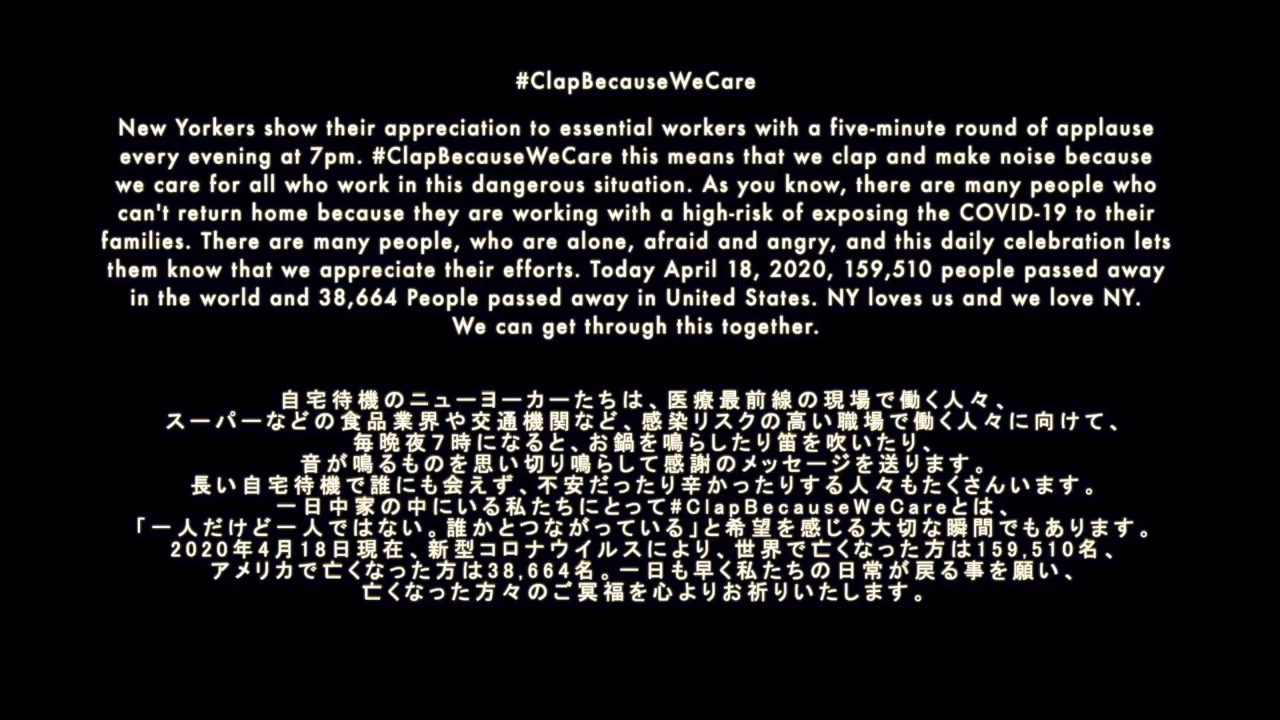 #ClapBecauseWeCare
New Yorkers show their appreciation to essential workers with a five-minute round of applause
every evening at 7pm. #ClapBecauseWeCare this means that we clap and make noise because
we care for all who work in this dangerous situation. As you know, there are many people who
can't return home because they are working with a high-risk of exposing the COVID-19 to their
families. There are many people, who are alone, afraid and angry, and this daily celebration lets
them know that we appreciate their efforts. Today April 18, 2020, 159,510 people passed away
in the world and 38,664 People passed away in United States. NY loves us and we love NY.
We can get through this together.
自宅待機のニューヨーカーたちは、医療最前線の現場で働く人々、
スーパーなどの食品業界や交通機関など、感染リスクの高い職場で働く人々に向けて、
毎晩夜7時になると、お鍋を鳴らしたり笛を吹いたり、
音が鳴るものを思い切り鳴らして感謝のメッセージを送ります。
長い自宅待機で誰にも会えず、不安だったり辛かったりする人々もたくさんいます。
一日中家の中にいる私たちにとって#ClapBecauseWeCareとは、
「一人だけど一人ではない。誰かとつながっている」と希望を感じる大切な瞬間でもあります。
2020年4月18日現在、新型コロナウイルスにより、世界で亡くなった方は159,510名、
アメリカで亡くなった方は38,664名。一日も早く私たちの日常が戻る事を願い、
亡くなった方々のご冥福を心よりお祈りいたします。